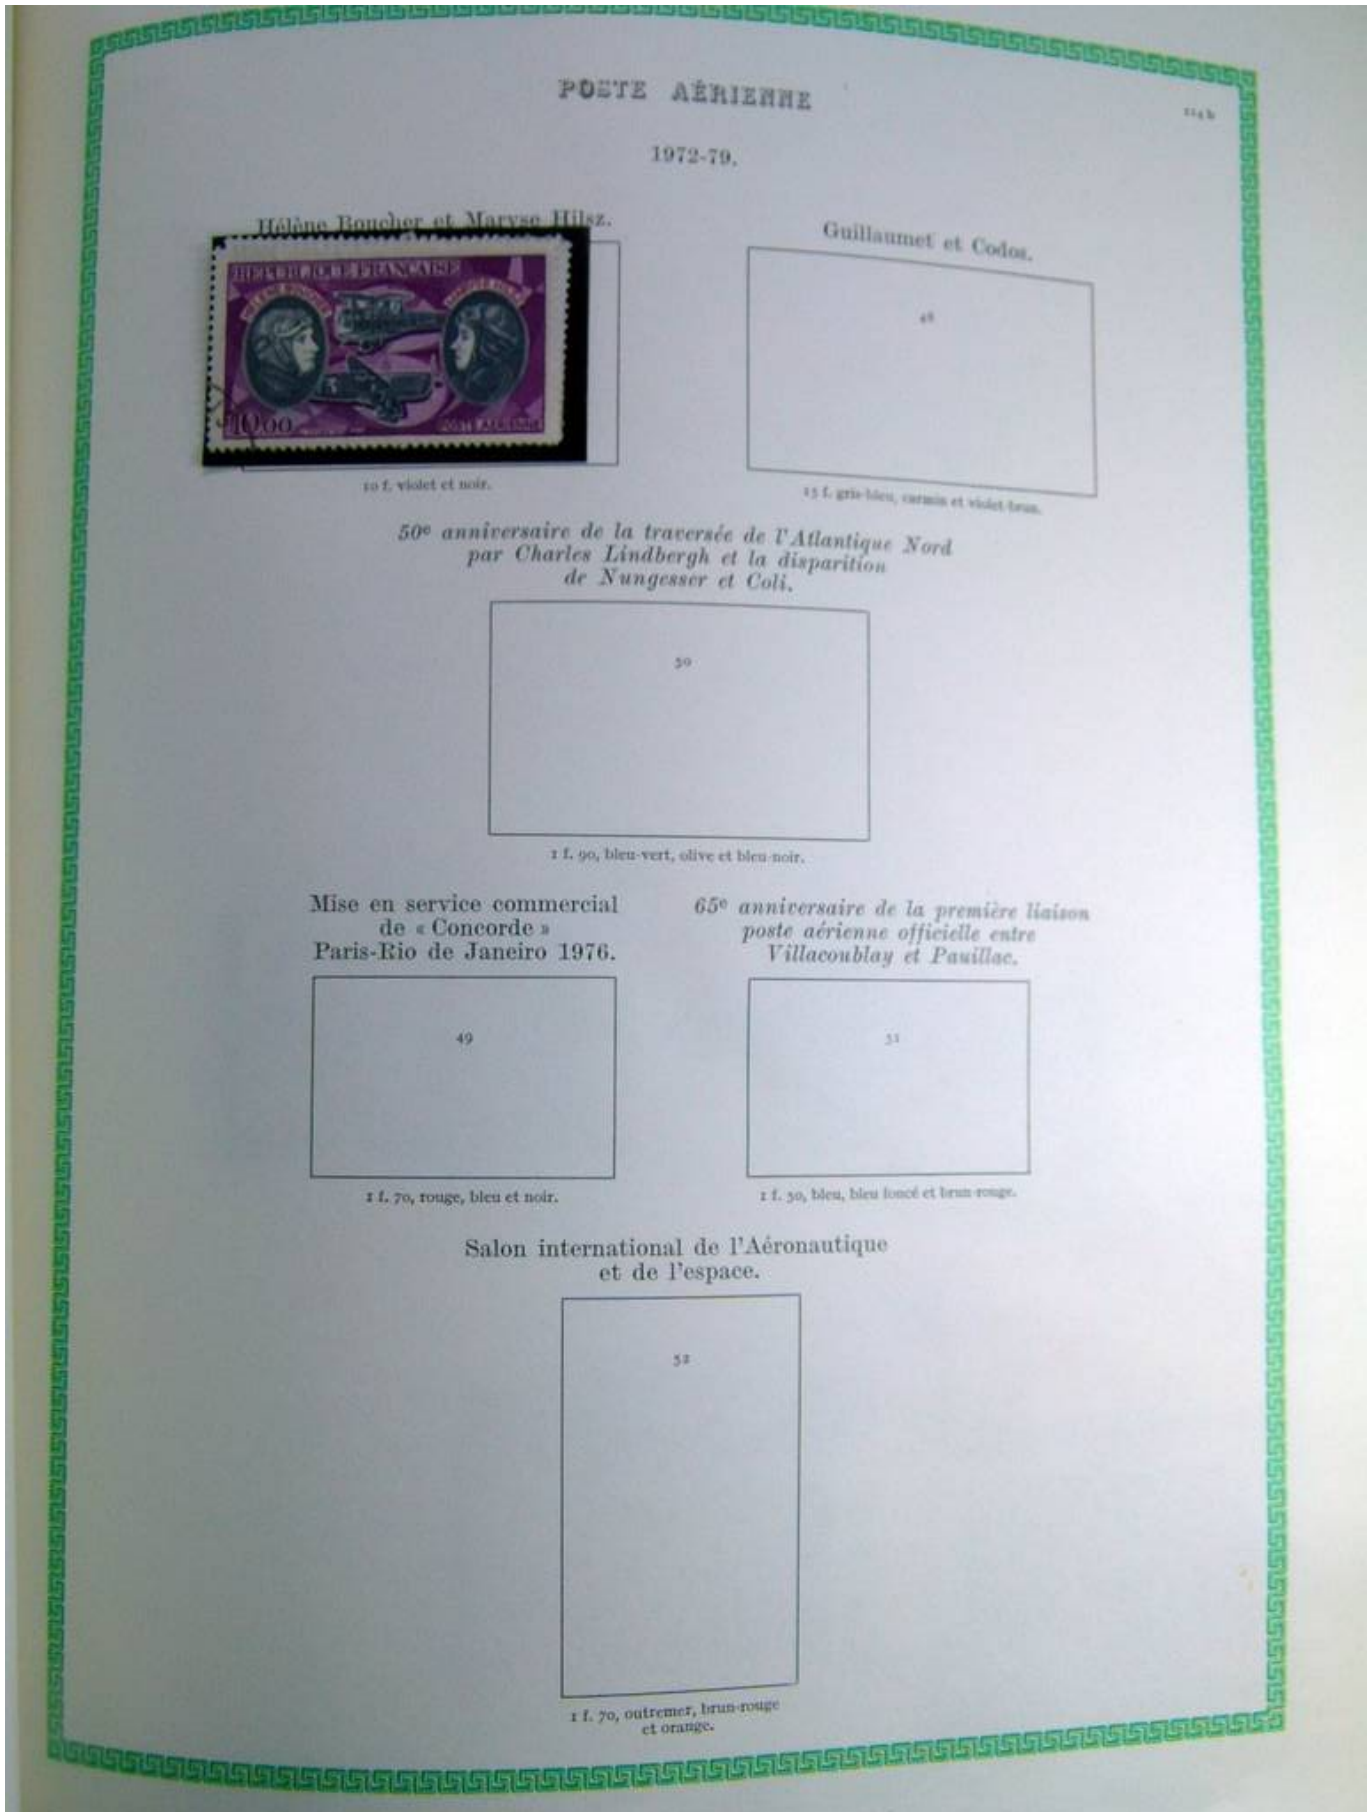 POSTE AÉRIENNE
114 b
1972-79.
Hélène Boucher et Maryse Hilsz.
REPUBLIQUE FRANÇAISE
HELENE BOUCHER
MARYSE HILSZ
10,00
POSTE AERIENNE
10 f. violet et noir.
Guillaumet et Codos.
48
15 f. gris-bleu, carmin et violet-brun.
50e anniversaire de la traversée de l'Atlantique Nord
par Charles Lindbergh et la disparition
de Nungesser et Coli.
50
1 f. 90, bleu-vert, olive et bleu-noir.
Mise en service commercial
de « Concorde »
Paris-Rio de Janeiro 1976.
49
1 f. 70, rouge, bleu et noir.
65e anniversaire de la première liaison
poste aérienne officielle entre
Villacoublay et Pauillac.
51
1 f. 50, bleu, bleu foncé et brun-rouge.
Salon international de l'Aéronautique
et de l'espace.
52
1 f. 70, outremer, brun-rouge
et orange.